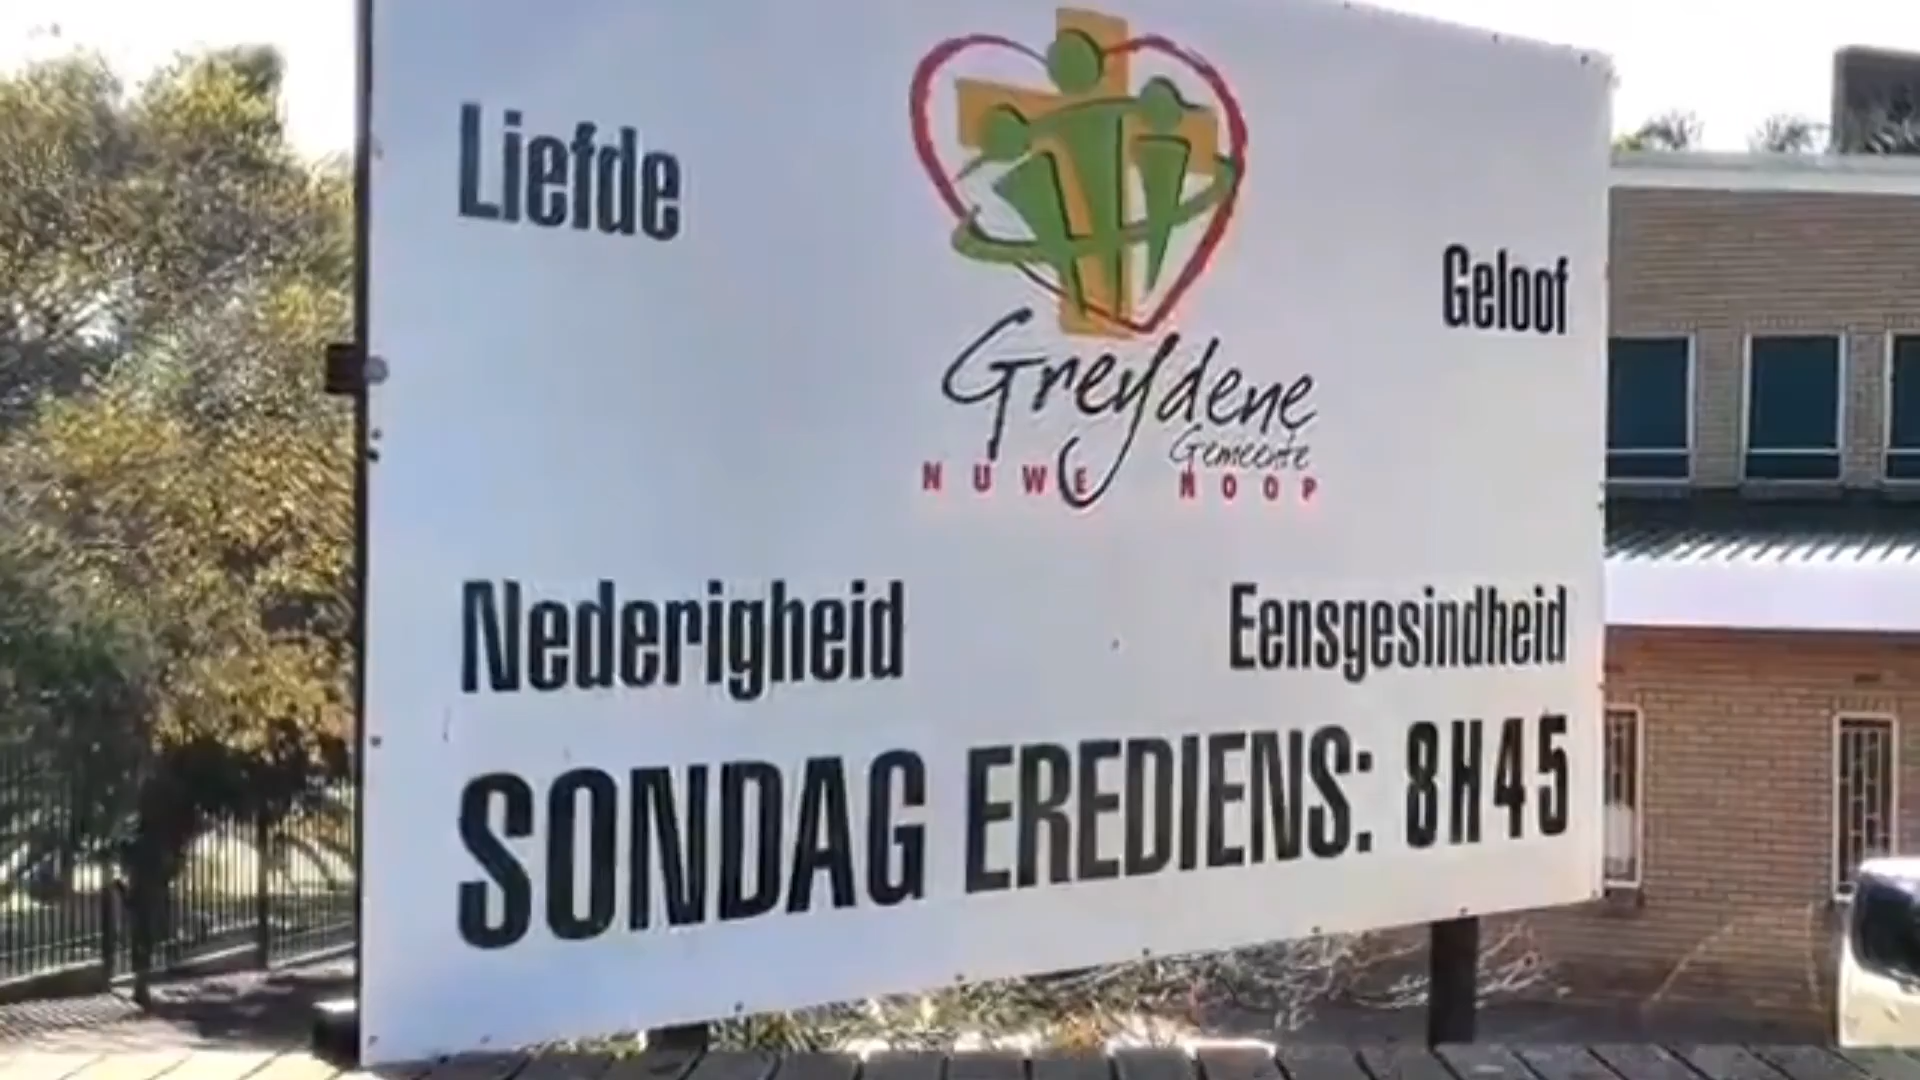 Liefde
Geloof
Greydene
Gemeente
NUWE HOOP
Nederigheid
Eensgesindheid
SONDAG EREDIENS: 8H45